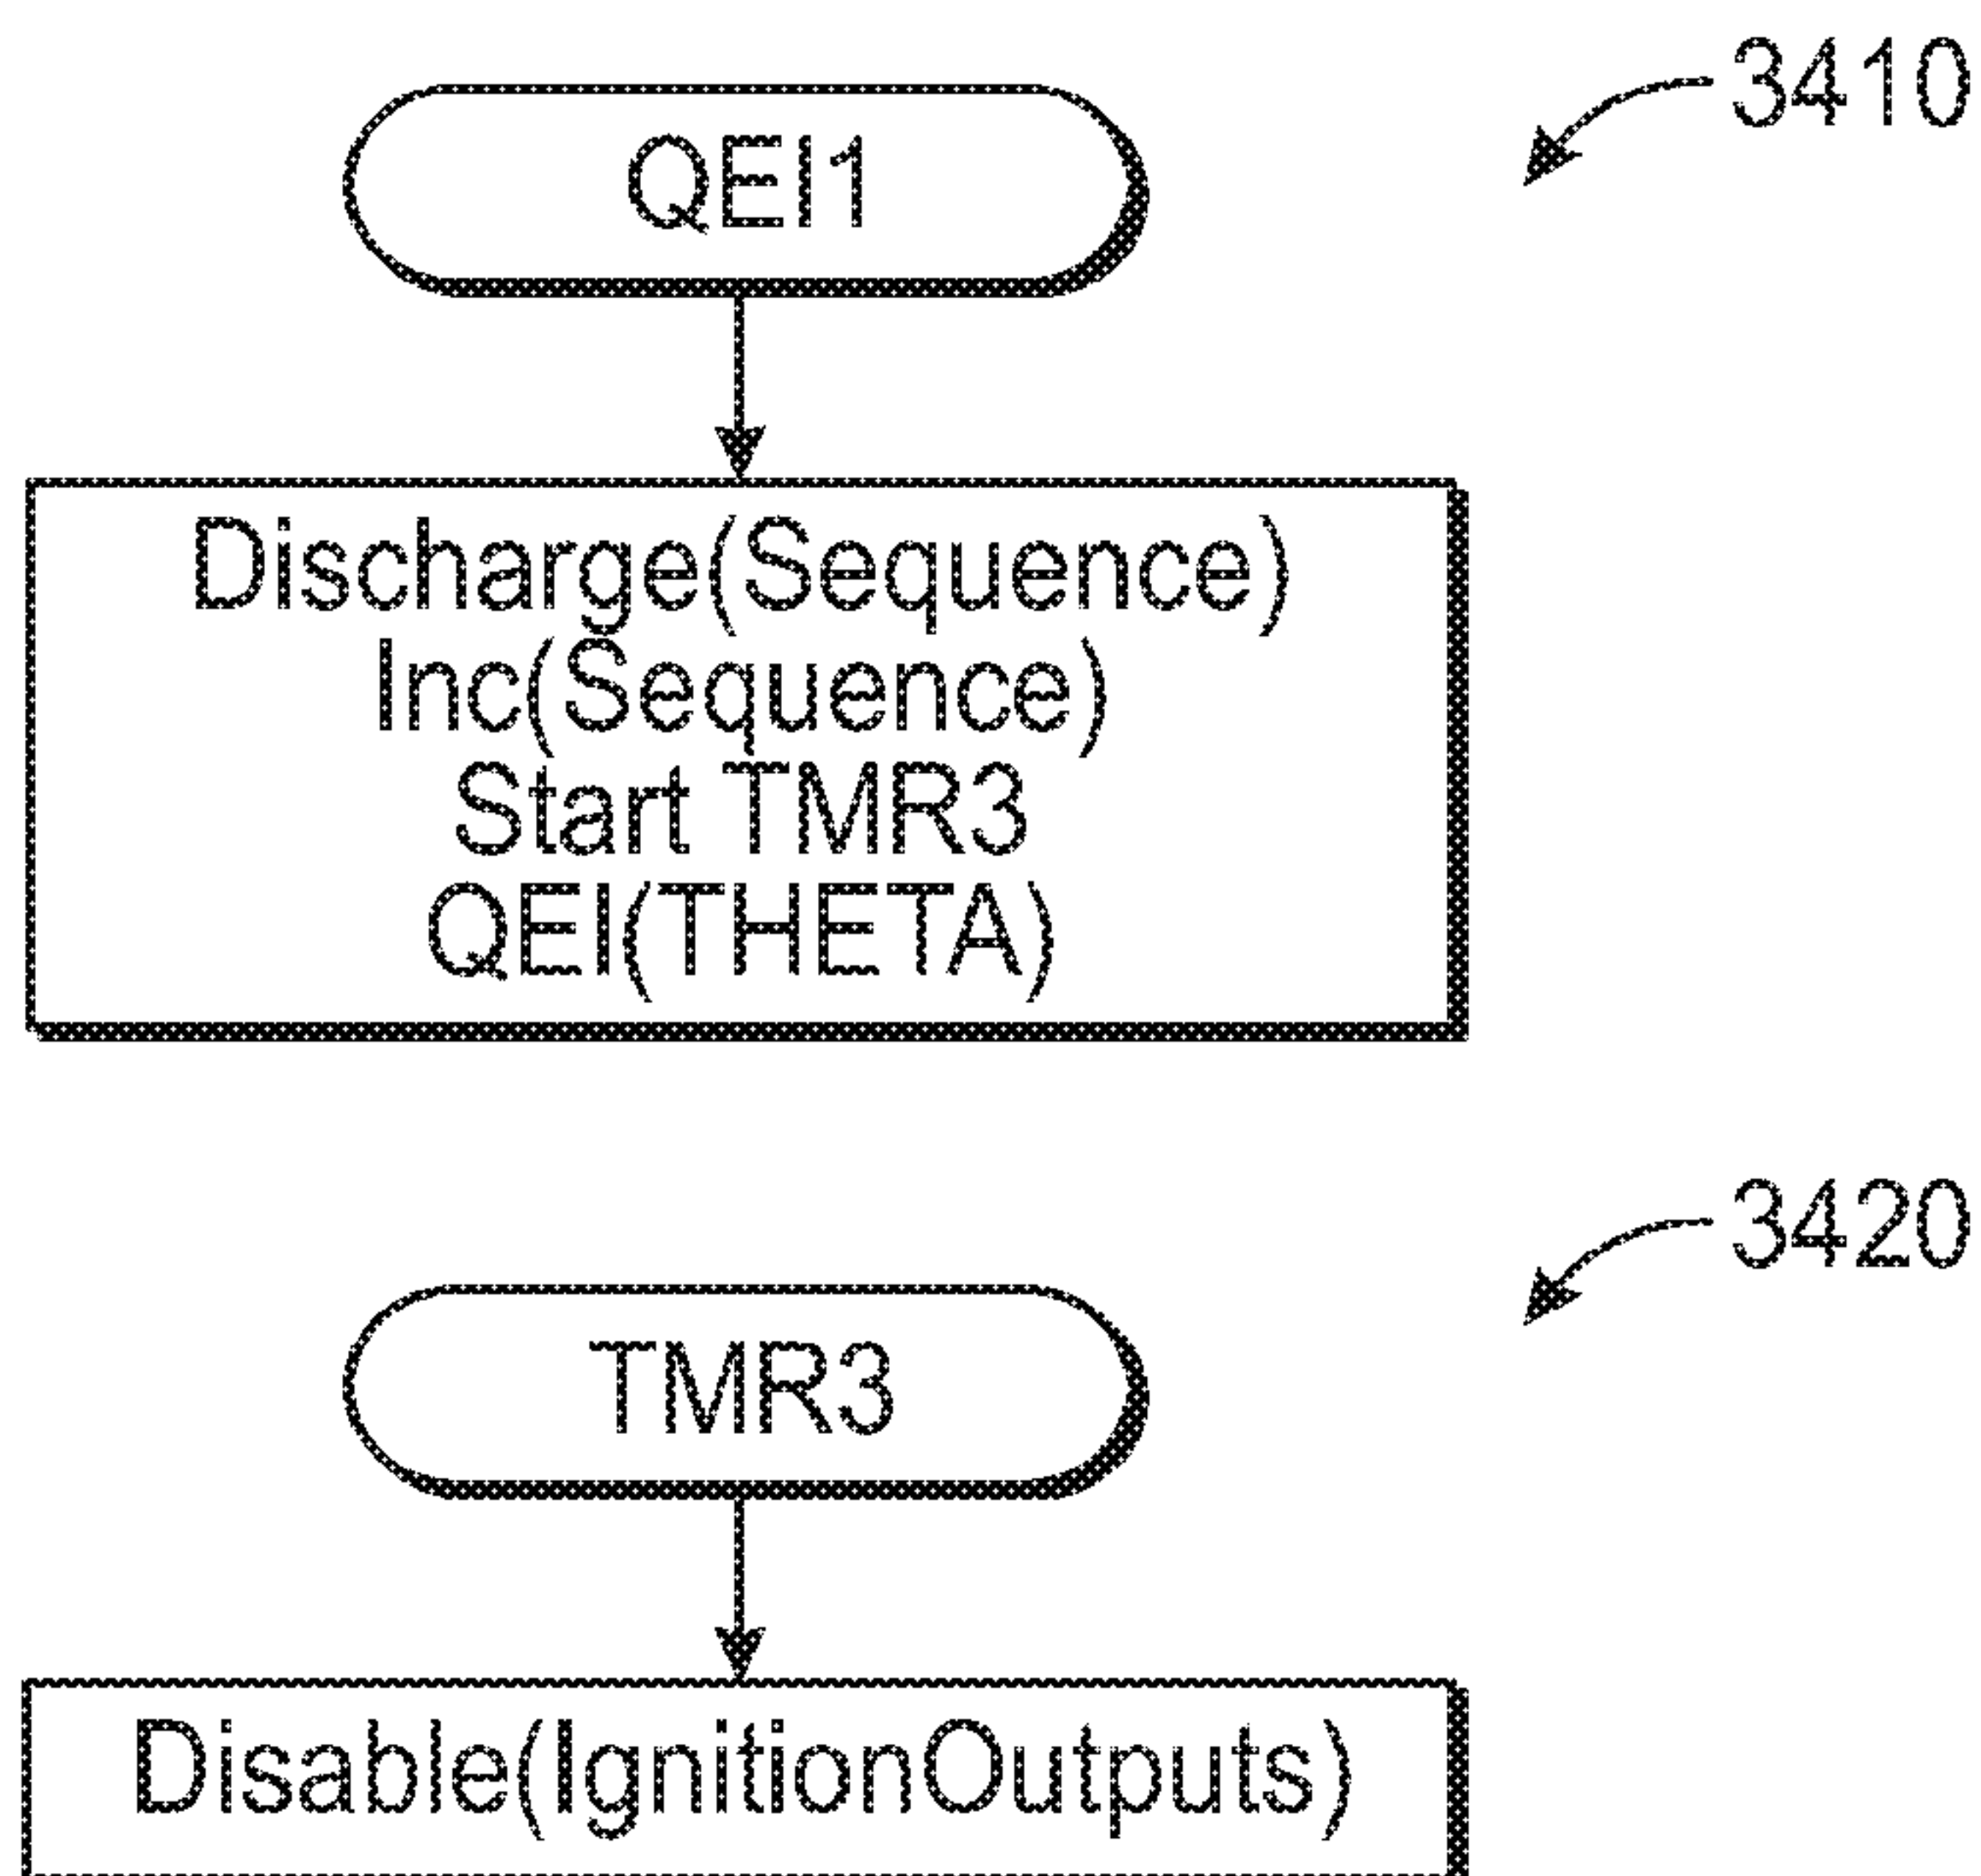 3410
QEI1
Discharge(Sequence)
Inc(Sequence)
Start TMR3
QEI(THETA)
3420
TMR3
Disable(IgnitionOutputs)